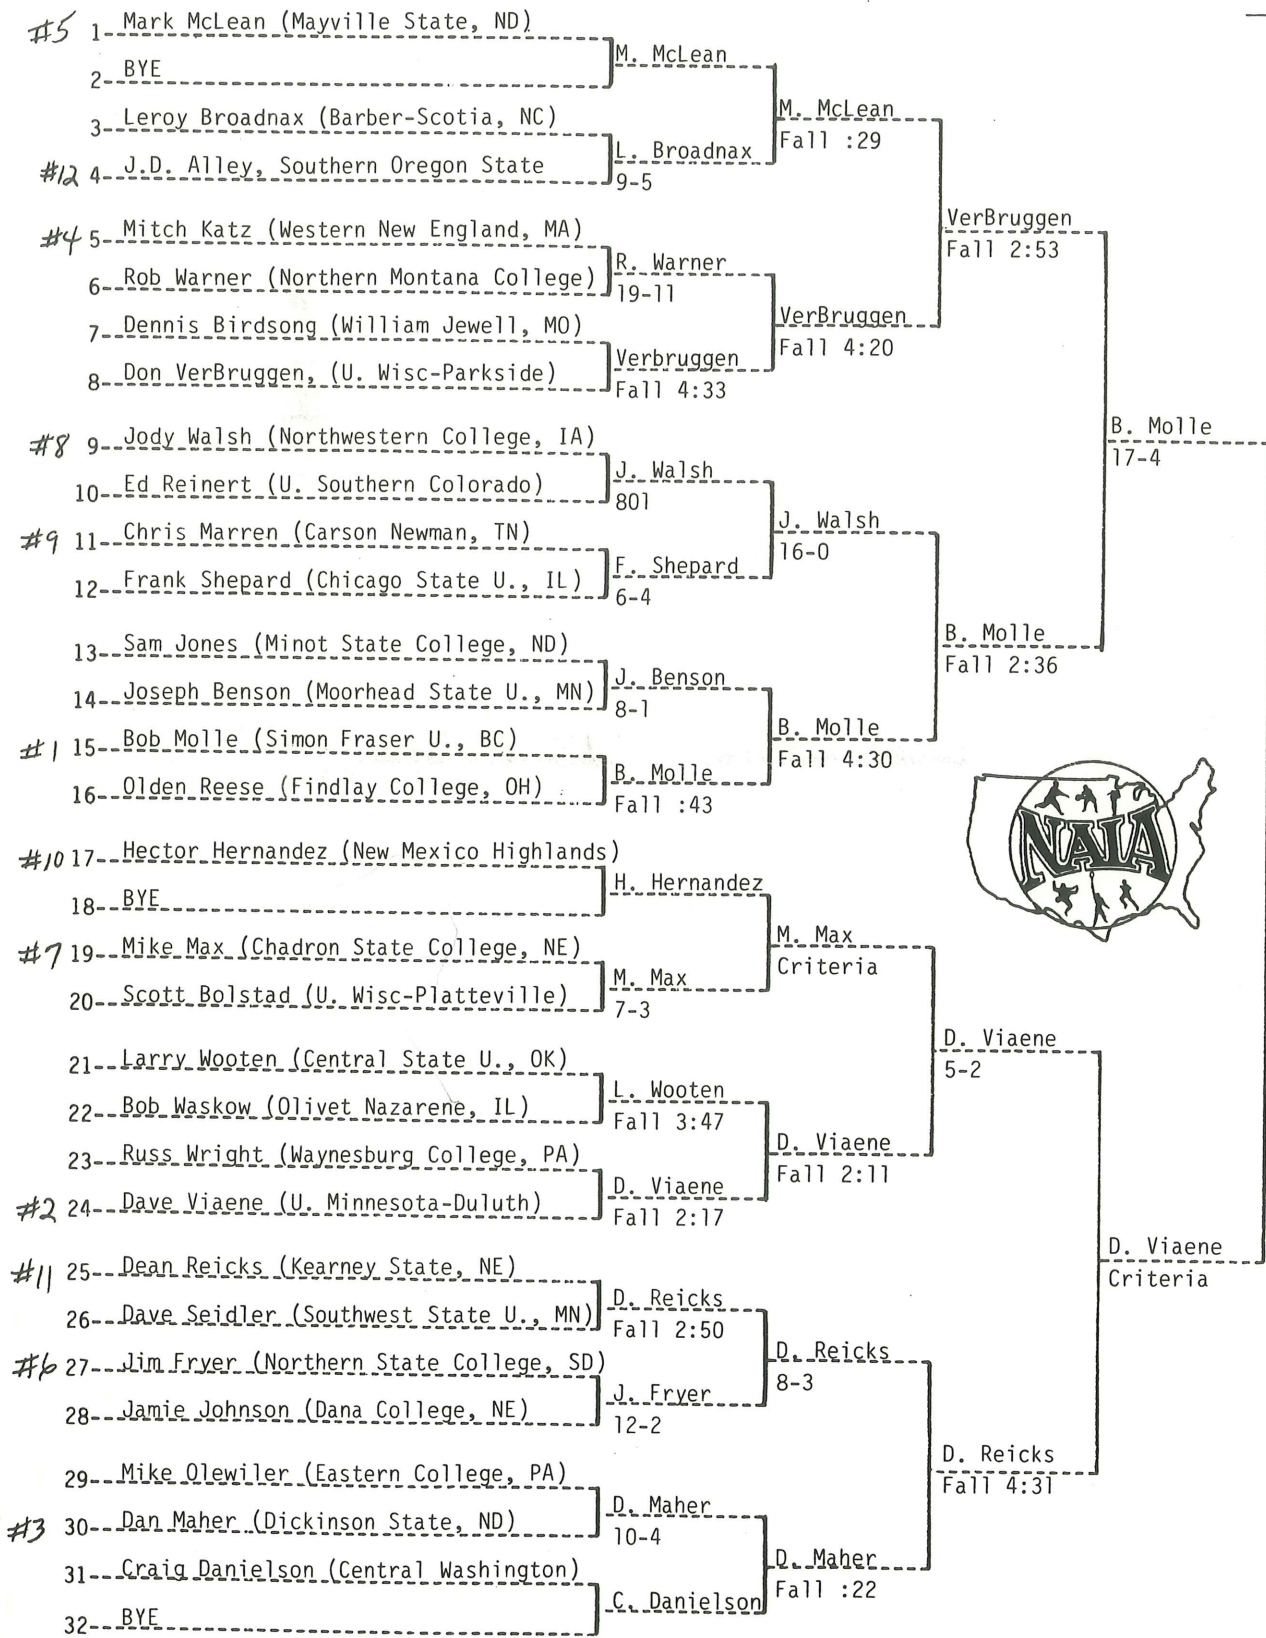 #5 1 Mark McLean (Mayville State, ND)
2 BYE
M. McLean
3 Leroy Broadnax (Barber-Scotia, NC)
#12 4 J.D. Alley, Southern Oregon State
L. Broadnax
9-5
M. McLean
Fall :29
#4 5 Mitch Katz (Western New England, MA)
6 Rob Warner (Northern Montana College)
R. Warner
19-11
7 Dennis Birdsong (William Jewell, MO)
8 Don VerBruggen, (U. Wisc-Parkside)
Verbruggen
Fall 4:33
VerBruggen
Fall 4:20
VerBruggen
Fall 2:53
#8 9 Jody Walsh (Northwestern College, IA)
10 Ed Reinert (U. Southern Colorado)
J. Walsh
801
#9 11 Chris Marren (Carson Newman, TN)
12 Frank Shepard (Chicago State U., IL)
F. Shepard
6-4
J. Walsh
16-0
13 Sam Jones (Minot State College, ND)
14 Joseph Benson (Moorhead State U., MN)
J. Benson
8-1
#1 15 Bob Molle (Simon Fraser U., BC)
16 Olden Reese (Findlay College, OH)
B. Molle
Fall :43
B. Molle
Fall 4:30
B. Molle
Fall 2:36
B. Molle
17-4
NAIA
#10 17 Hector Hernandez (New Mexico Highlands)
18 BYE
H. Hernandez
#7 19 Mike Max (Chadron State College, NE)
20 Scott Bolstad (U. Wisc-Platteville)
M. Max
7-3
M. Max
Criteria
21 Larry Wooten (Central State U., OK)
22 Bob Waskow (Olivet Nazarene, IL)
L. Wooten
Fall 3:47
23 Russ Wright (Waynesburg College, PA)
#2 24 Dave Viaene (U. Minnesota-Duluth)
D. Viaene
Fall 2:17
D. Viaene
Fall 2:11
D. Viaene
5-2
#11 25 Dean Reicks (Kearney State, NE)
26 Dave Seidler (Southwest State U., MN)
D. Reicks
Fall 2:50
#6 27 Jim Fryer (Northern State College, SD)
28 Jamie Johnson (Dana College, NE)
J. Fryer
12-2
D. Reicks
8-3
29 Mike Olewiler (Eastern College, PA)
#3 30 Dan Maher (Dickinson State, ND)
D. Maher
10-4
31 Craig Danielson (Central Washington)
32 BYE
C. Danielson
D. Maher
Fall :22
D. Reicks
Fall 4:31
D. Viaene
Criteria